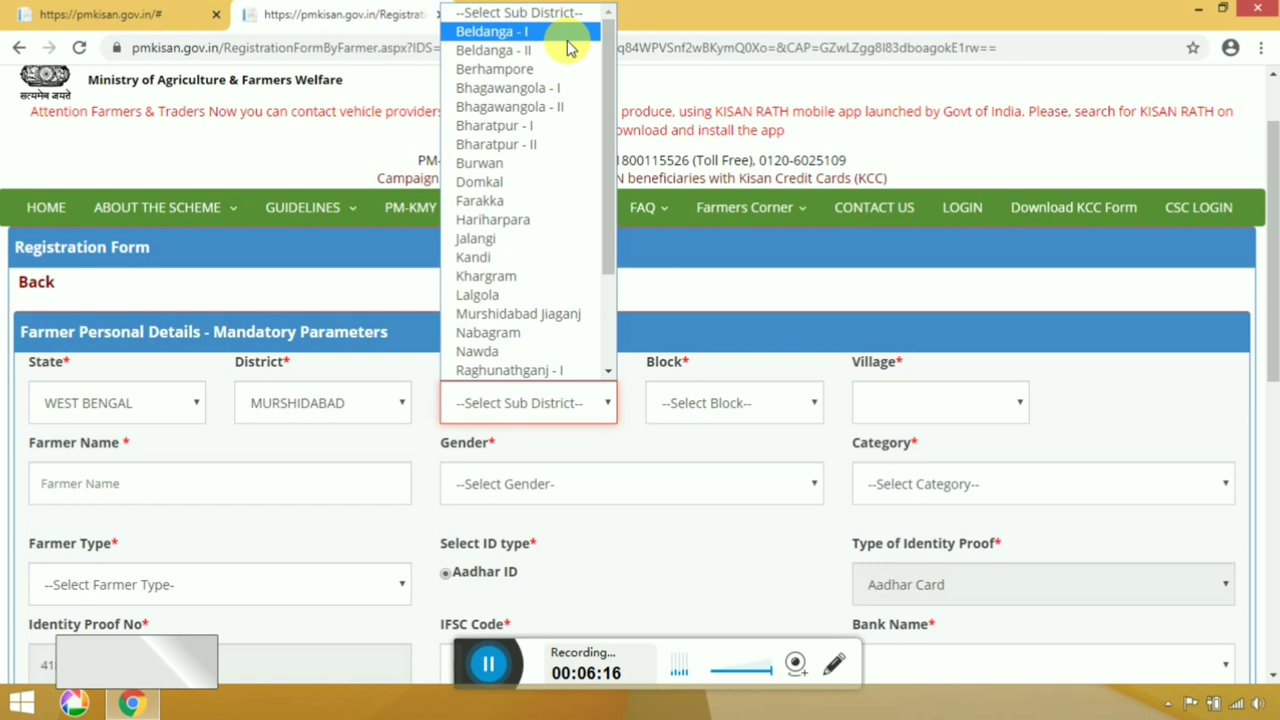 https://pmkisan.gov.in/#
https://pmkisan.gov.in/Registrati
pmkisan.gov.in/RegistrationFormByFarmer.aspx?IDS=
q84WPVSnf2wBKymQ0Xo=&CAP=GZwLZgg8l83dboagokE1rw==
सत्यमेव जयते
Ministry of Agriculture & Farmers Welfare
Attention Farmers & Traders Now you can contact vehicle providers
produce, using KISAN RATH mobile app launched by Govt of India. Please, search for KISAN RATH on
ownload and install the app
PM-
1800115526 (Toll Free), 0120-6025109
Campaign
N beneficiaries with Kisan Credit Cards (KCC)
HOME
ABOUT THE SCHEME
GUIDELINES
PM-KMY
FAQ
Farmers Corner
CONTACT US
LOGIN
Download KCC Form
CSC LOGIN
--Select Sub District--
Beldanga - I
Beldanga - II
Berhampore
Bhagawangola - I
Bhagawangola - II
Bharatpur - I
Bharatpur - II
Burwan
Domkal
Farakka
Hariharpara
Jalangi
Kandi
Khargram
Lalgola
Murshidabad Jiaganj
Nabagram
Nawda
Raghunathganj - I
Registration Form
Back
Farmer Personal Details - Mandatory Parameters
State*
District*
Block*
Village*
WEST BENGAL
MURSHIDABAD
--Select Sub District--
--Select Block--
Farmer Name *
Gender*
Category*
Farmer Name
--Select Gender-
--Select Category--
Farmer Type*
Select ID type*
Type of Identity Proof*
--Select Farmer Type-
Aadhar ID
Aadhar Card
Identity Proof No*
IFSC Code*
Bank Name*
Recording...
00:06:16